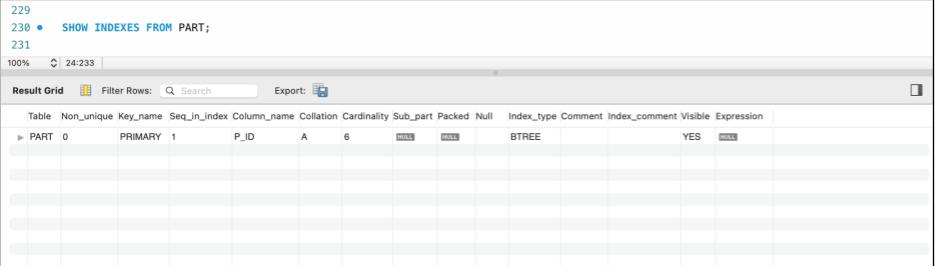 229
230 SHOW INDEXES FROM PART;
231
100% 24:233
Result Grid Filter Rows: Search Export:
Table Non_unique Key_name Seq_in_index Column_name Collation Cardinality Sub_part Packed Null Index_type Comment Index_comment Visible Expression
PART 0 PRIMARY 1 P_ID A 6 NULL NULL BTREE YES NULL